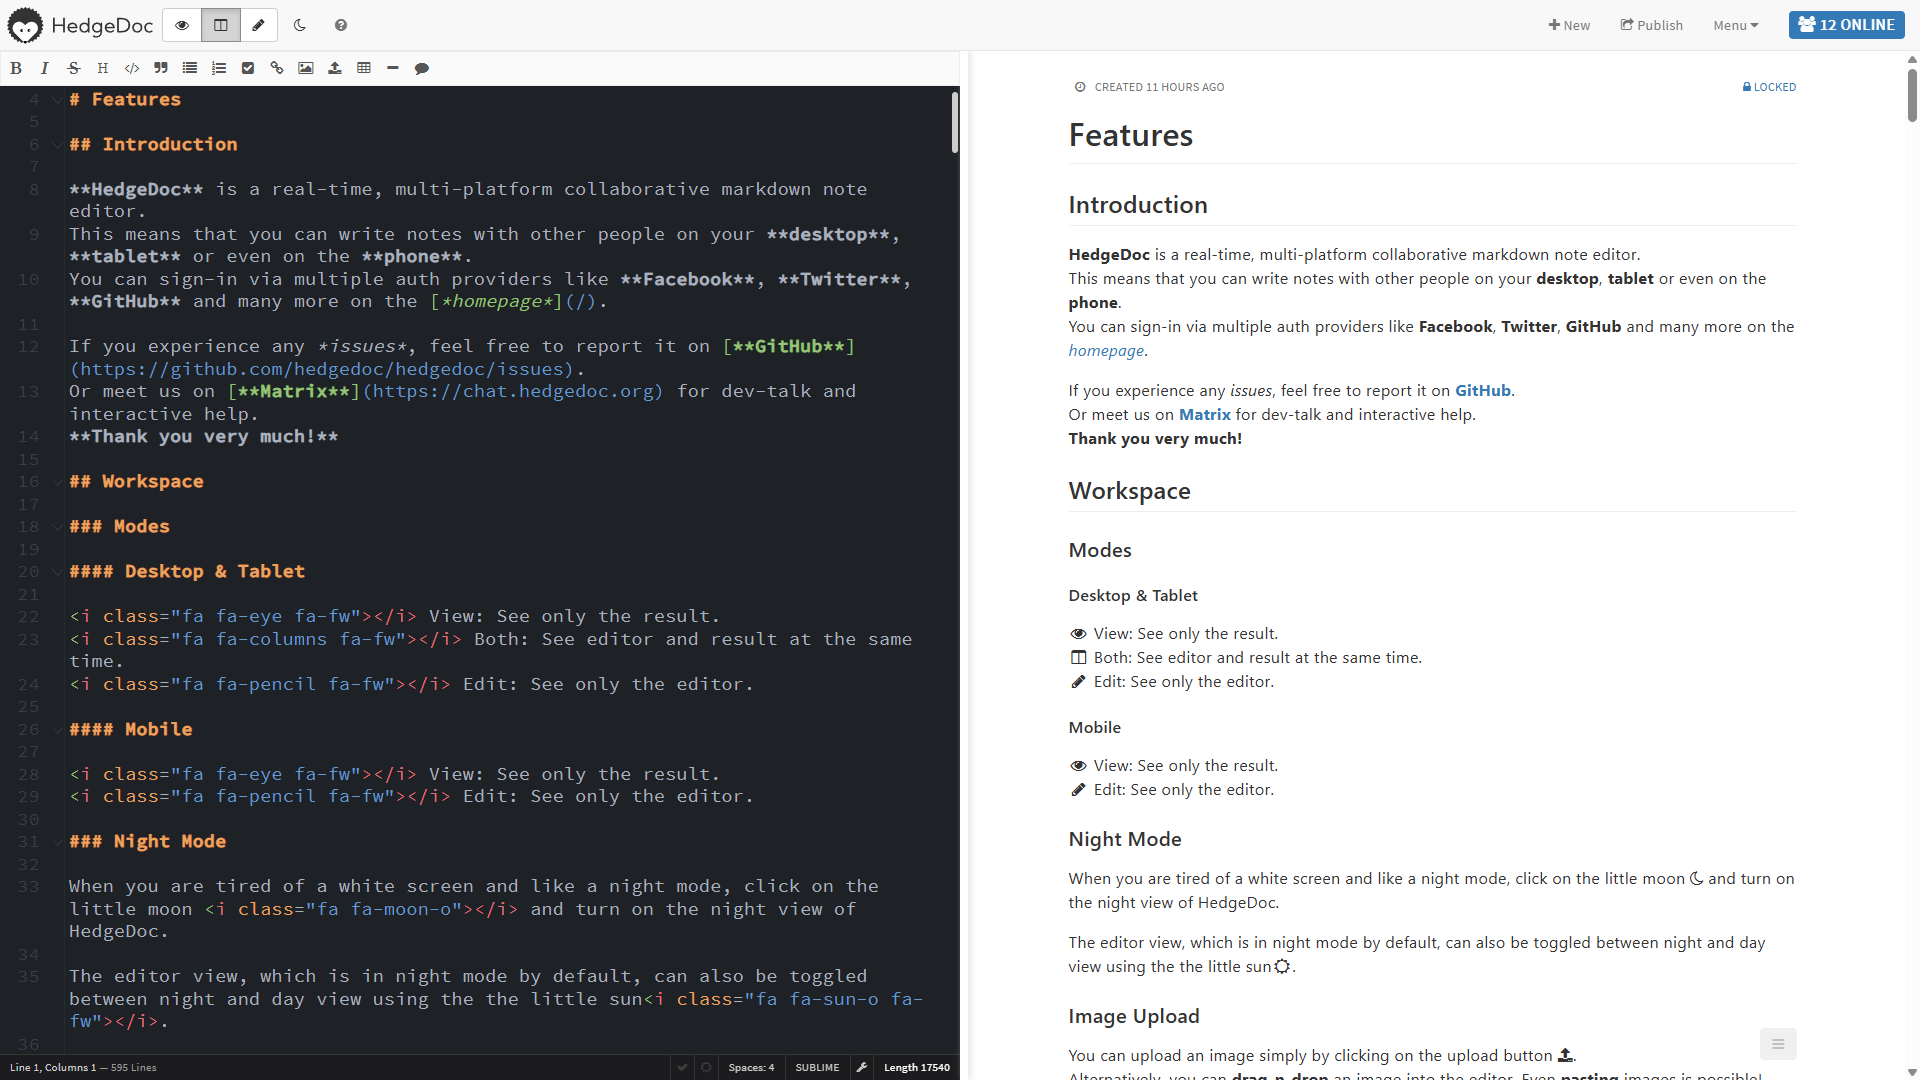 HedgeDoc
New
Publish
Menu
12 ONLINE
4 # Features
5
6 ## Introduction
7
8 **HedgeDoc** is a real-time, multi-platform collaborative markdown note
editor.
9 This means that you can write notes with other people on your **desktop**,
**tablet** or even on the **phone**.
10 You can sign-in via multiple auth providers like **Facebook**, **Twitter**,
**GitHub** and many more on the [*homepage*](/).
11
12 If you experience any *issues*, feel free to report it on [**GitHub**]
(https://github.com/hedgedoc/hedgedoc/issues).
13 Or meet us on [**Matrix**](https://chat.hedgedoc.org) for dev-talk and
interactive help.
14 **Thank you very much!**
15
16 ## Workspace
17
18 ### Modes
19
20 #### Desktop & Tablet
21
22 <i class="fa fa-eye fa-fw"></i> View: See only the result.
23 <i class="fa fa-columns fa-fw"></i> Both: See editor and result at the same
time.
24 <i class="fa fa-pencil fa-fw"></i> Edit: See only the editor.
25
26 #### Mobile
27
28 <i class="fa fa-eye fa-fw"></i> View: See only the result.
29 <i class="fa fa-pencil fa-fw"></i> Edit: See only the editor.
30
31 ### Night Mode
32
33 When you are tired of a white screen and like a night mode, click on the
little moon <i class="fa fa-moon-o"></i> and turn on the night view of
HedgeDoc.
34
35 The editor view, which is in night mode by default, can also be toggled
between night and day view using the the little sun<i class="fa fa-sun-o fa-
fw"></i>.
36
Line 1, Columns 1 — 595 Lines
Spaces: 4
SUBLIME
Length 17540
CREATED 11 HOURS AGO
LOCKED
Features
Introduction
HedgeDoc is a real-time, multi-platform collaborative markdown note editor.
This means that you can write notes with other people on your desktop, tablet or even on the
phone.
You can sign-in via multiple auth providers like Facebook, Twitter, GitHub and many more on the
homepage.
If you experience any issues, feel free to report it on GitHub.
Or meet us on Matrix for dev-talk and interactive help.
Thank you very much!
Workspace
Modes
Desktop & Tablet
View: See only the result.
Both: See editor and result at the same time.
Edit: See only the editor.
Mobile
View: See only the result.
Edit: See only the editor.
Night Mode
When you are tired of a white screen and like a night mode, click on the little moon and turn on
the night view of HedgeDoc.
The editor view, which is in night mode by default, can also be toggled between night and day
view using the the little sun.
Image Upload
You can upload an image simply by clicking on the upload button.
Alternatively, you can drag-n-drop an image into the editor. Even pasting images is possible!